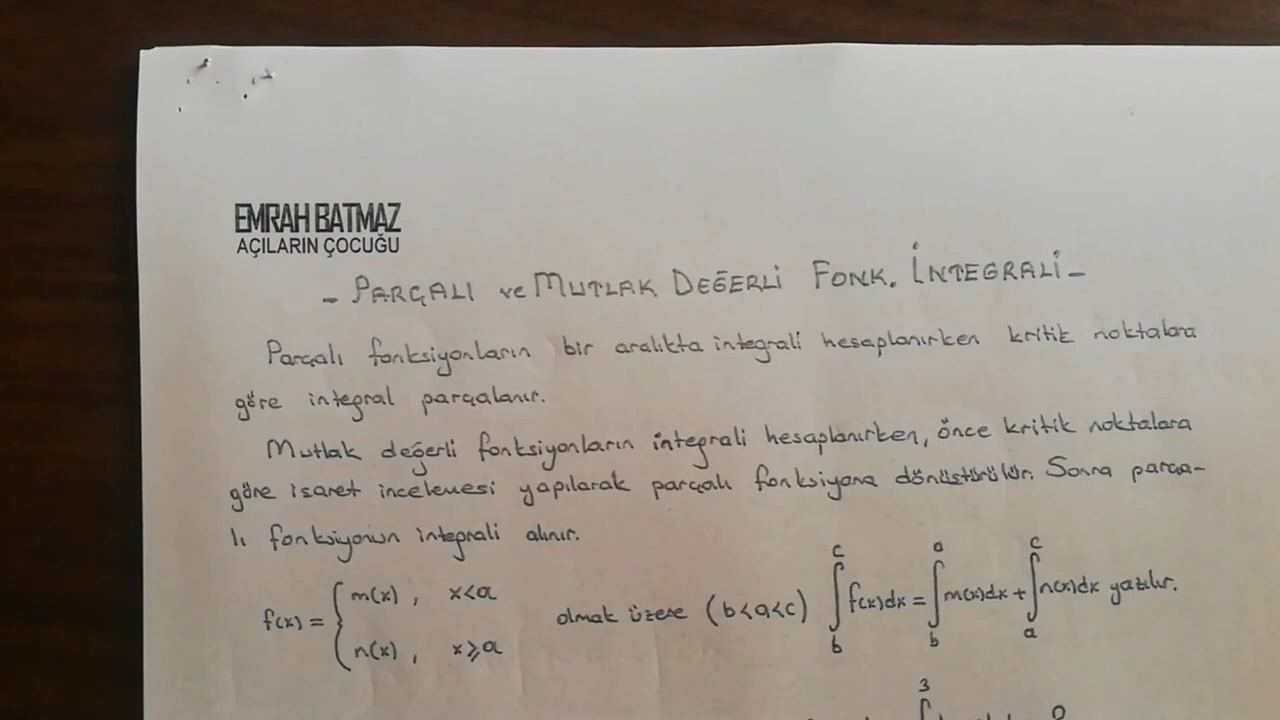 EMRAH BATMAZ
AÇILARIN ÇOCUĞU
- PARÇALI ve MUTLAK DEĞERLİ FONK. İNTEGRALİ -
Parçalı fonksiyonların bir aralıkta integrali hesaplanırken kritik noktalara
göre integral parçalanır.
Mutlak değerli fonksiyonların integrali hesaplanırken, önce kritik noktalara
göre işaret incelemesi yapılarak parçalı fonksiyona dönüştürülür. Sonra parça-
lı fonksiyonun integrali alınır.
f(x) = { m(x), x<a ; n(x), x⩾a olmak üzere (b<a<c) ∫_b^c f(x)dx = ∫_b^a m(x)dx + ∫_a^c n(x)dx yazılır.
3